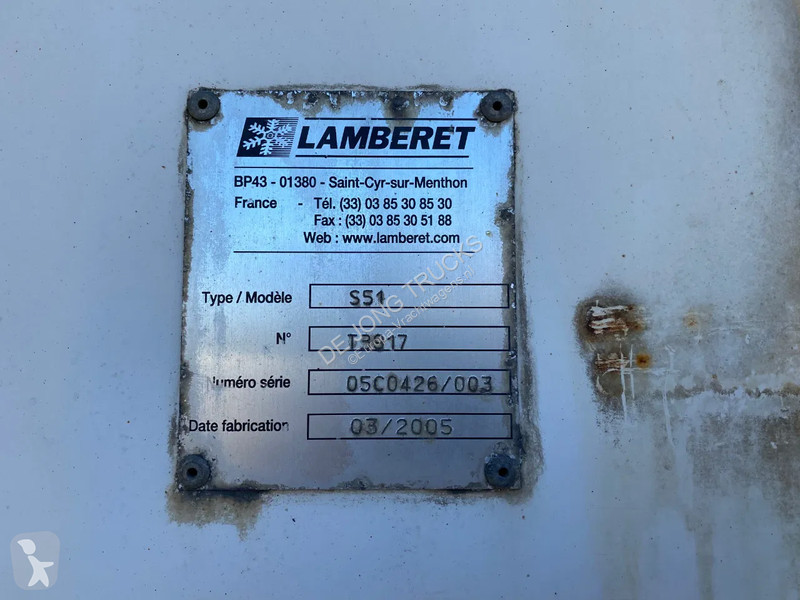 LAMBERET
BP43 - 01380 - Saint-Cyr-sur-Menthon
France - Tél. (33) 03 85 30 85 30
Fax : (33) 03 85 30 51 88
Web : www.lamberet.com
Type / Modèle S51
N° TR917
Numéro série 05C0426/003
Date fabrication 03/2005
DE JONG TRUCKS